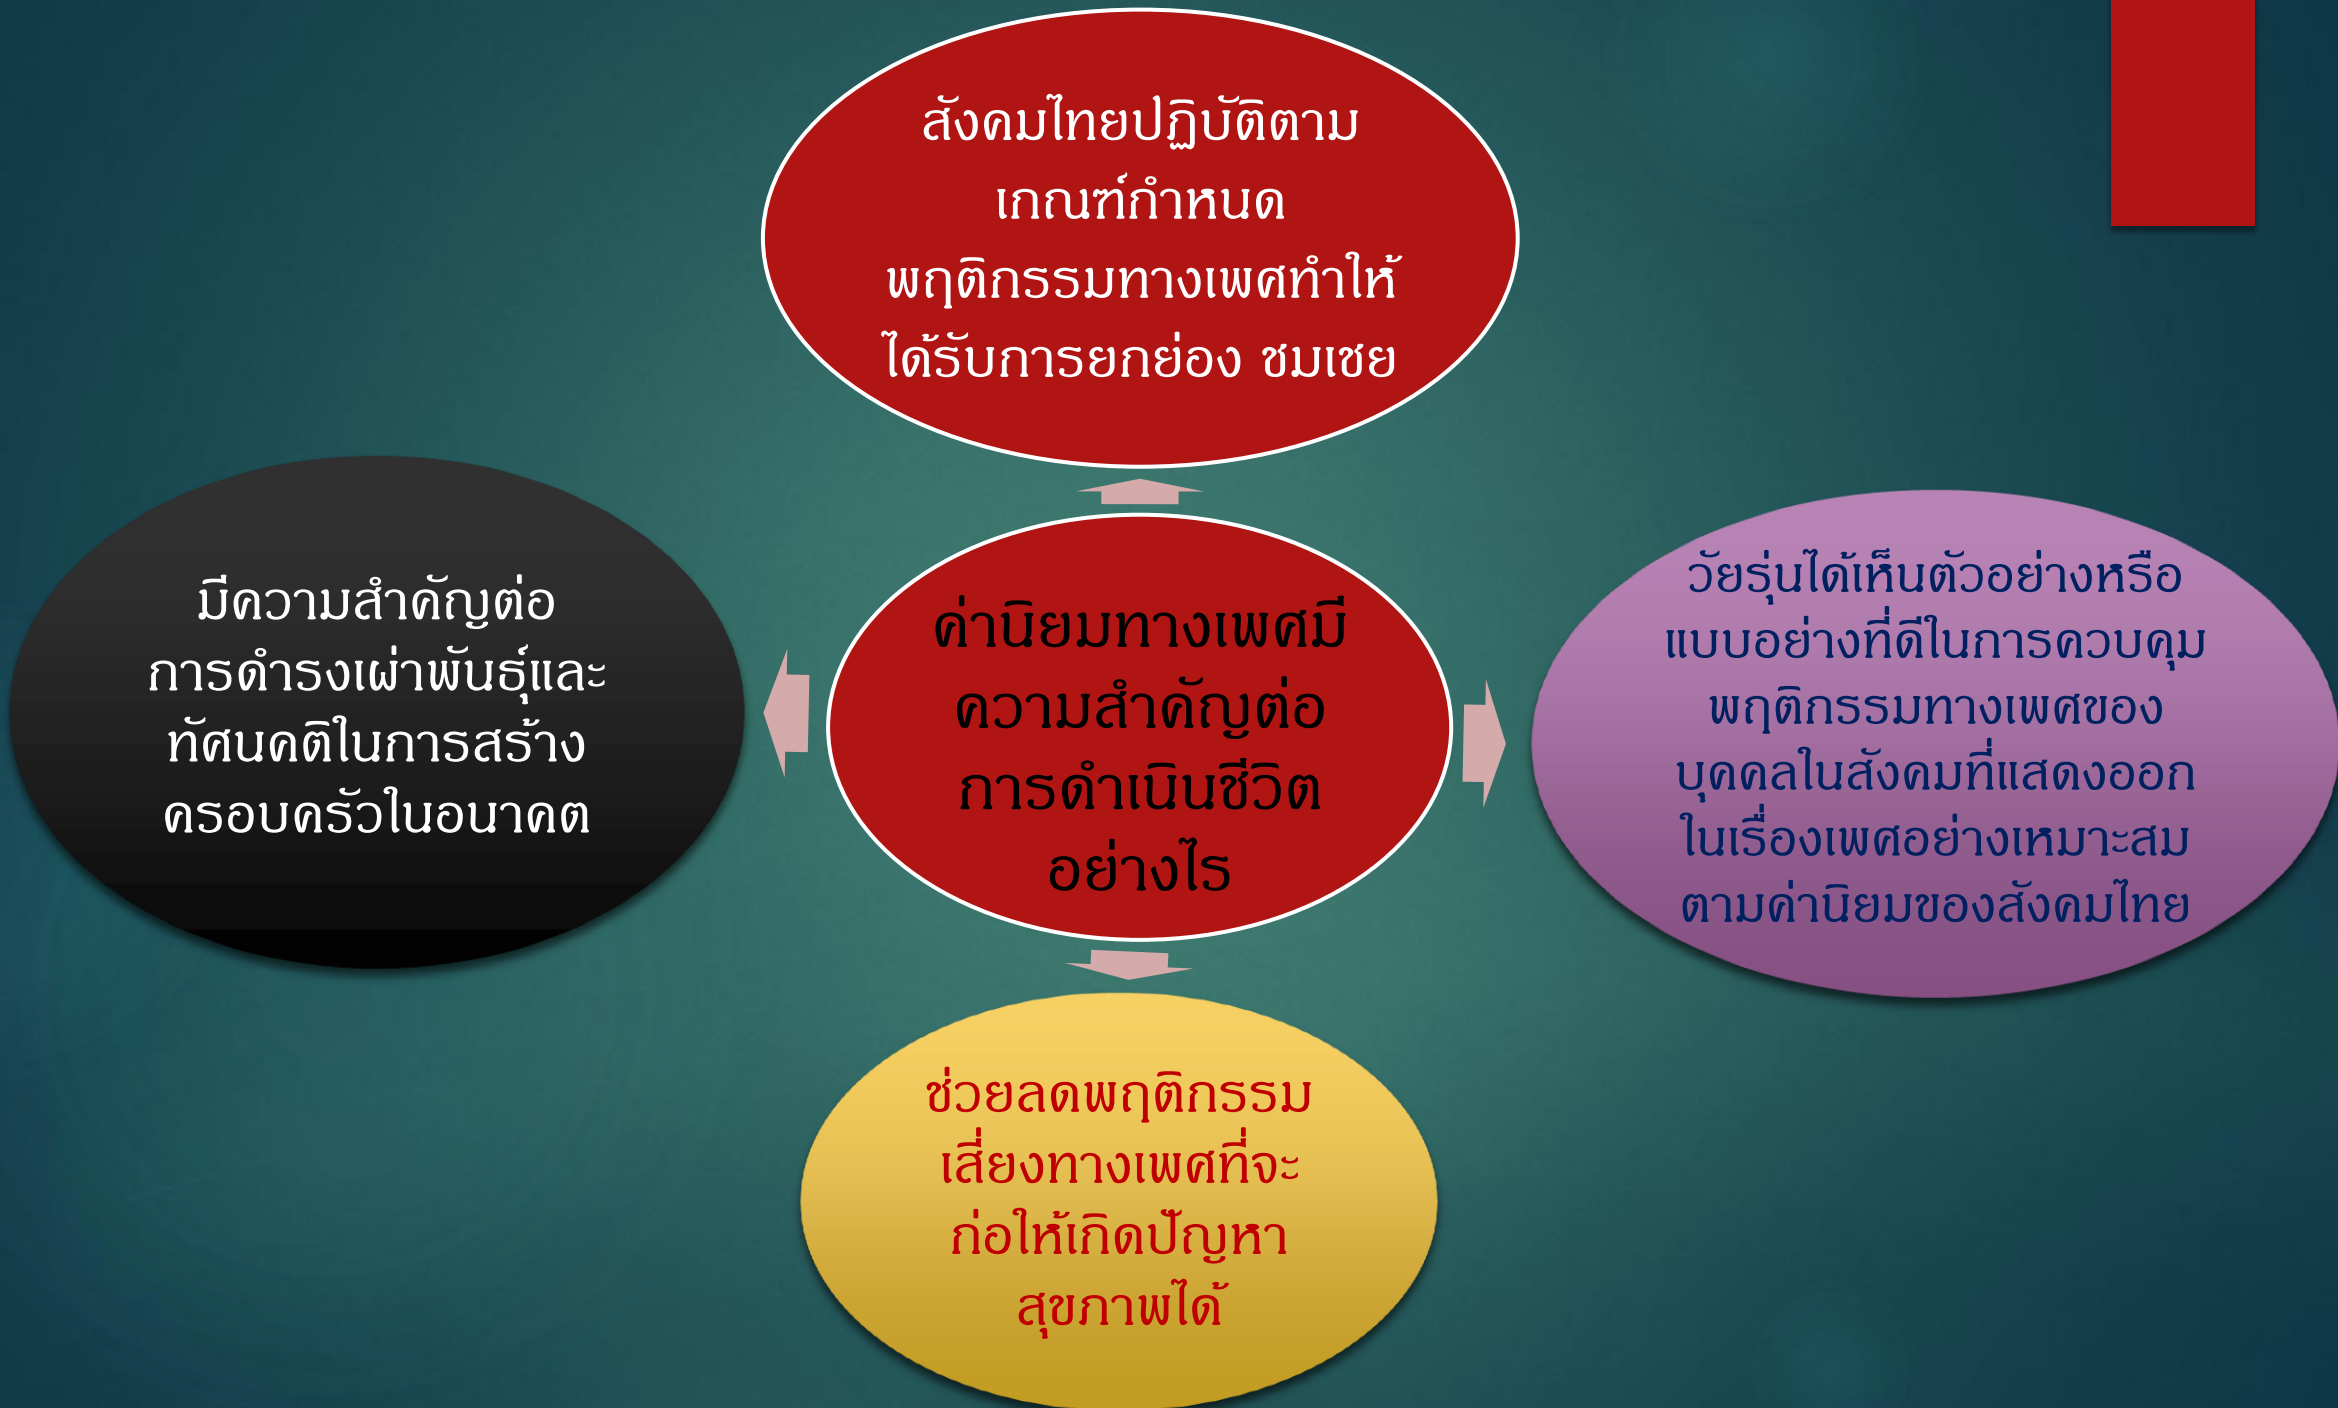 สังคมไทยปฏิบัติตาม
เกณฑ์กำหนด
พฤติกรรมทางเพศทำให้
ได้รับการยกย่อง ชมเชย
มีความสำคัญต่อ
การดำรงเผ่าพันธุ์และ
ทัศนคติในการสร้าง
ครอบครัวในอนาคต
ค่านิยมทางเพศมี
ความสำคัญต่อ
การดำเนินชีวิต
อย่างไร
วัยรุ่นได้เห็นตัวอย่างหรือ
แบบอย่างที่ดีในการควบคุม
พฤติกรรมทางเพศของ
บุคคลในสังคมที่แสดงออก
ในเรื่องเพศอย่างเหมาะสม
ตามค่านิยมของสังคมไทย
ช่วยลดพฤติกรรม
เสี่ยงทางเพศที่จะ
ก่อให้เกิดปัญหา
สุขภาพได้